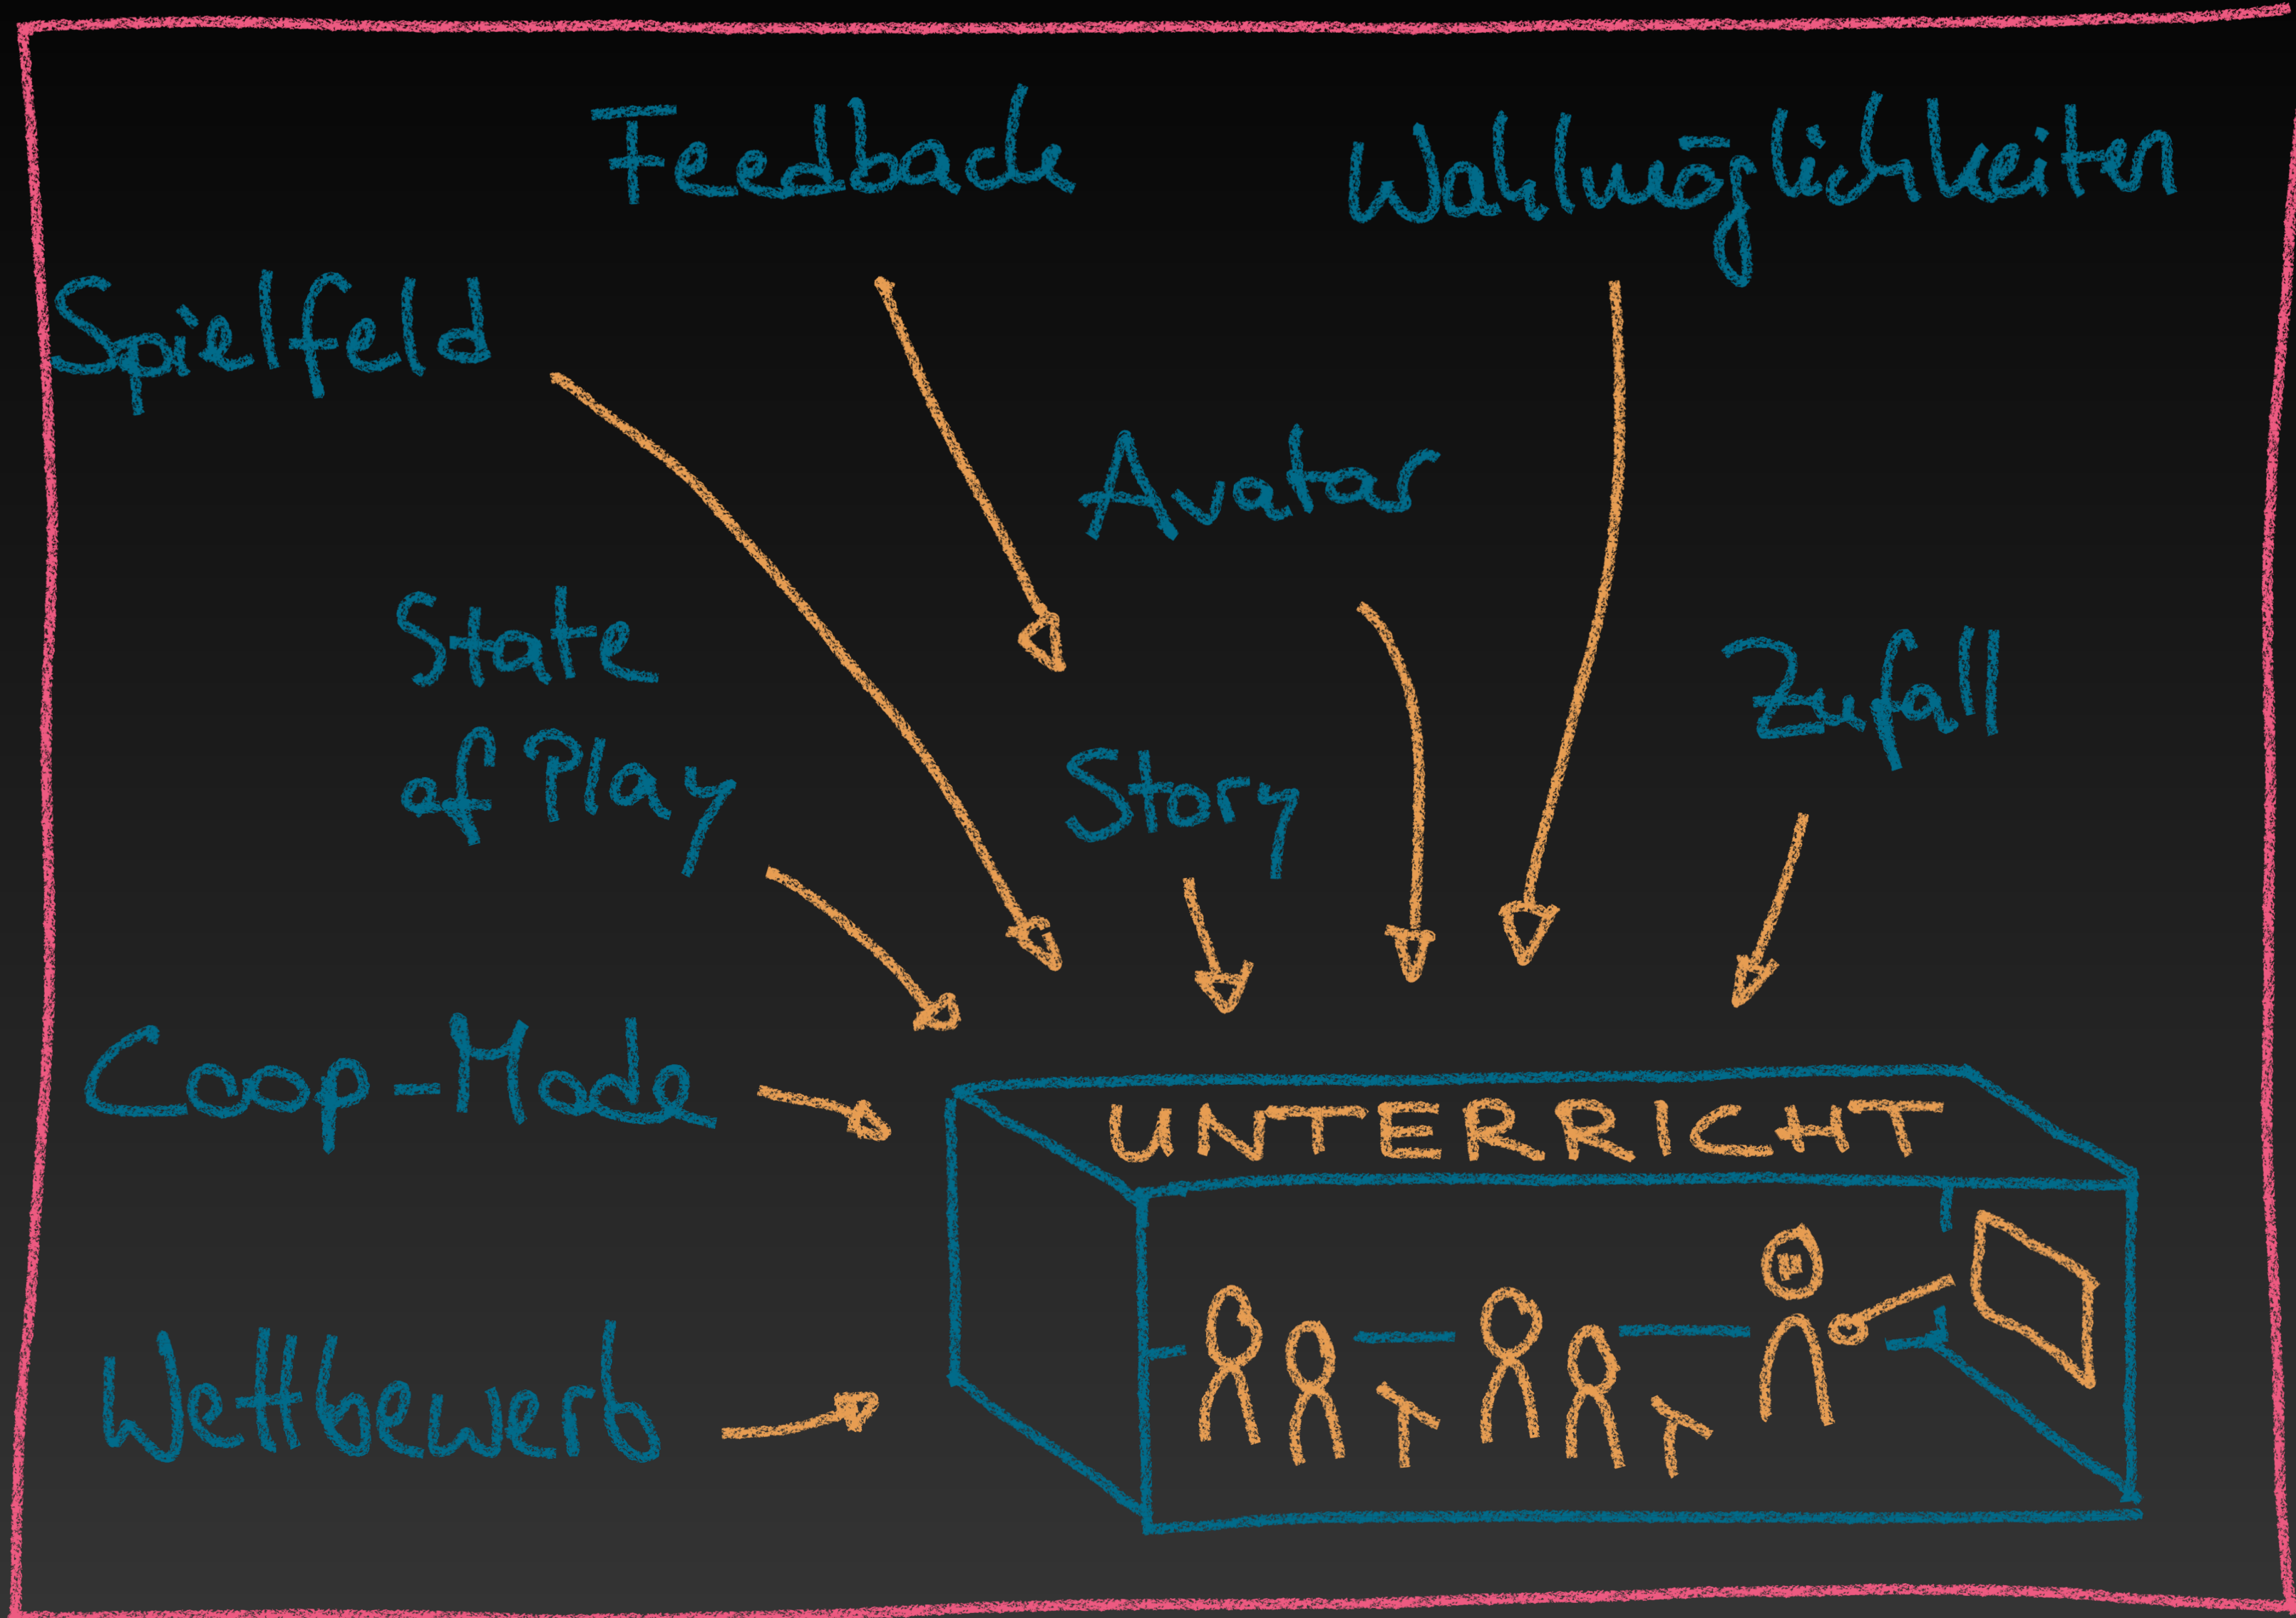 Feedback
Wahlmöglichkeiten
Spielfeld
Avatar
State
of Play
Zufall
Story
Coop-Mode
UNTERRICHT
Wettbewerb